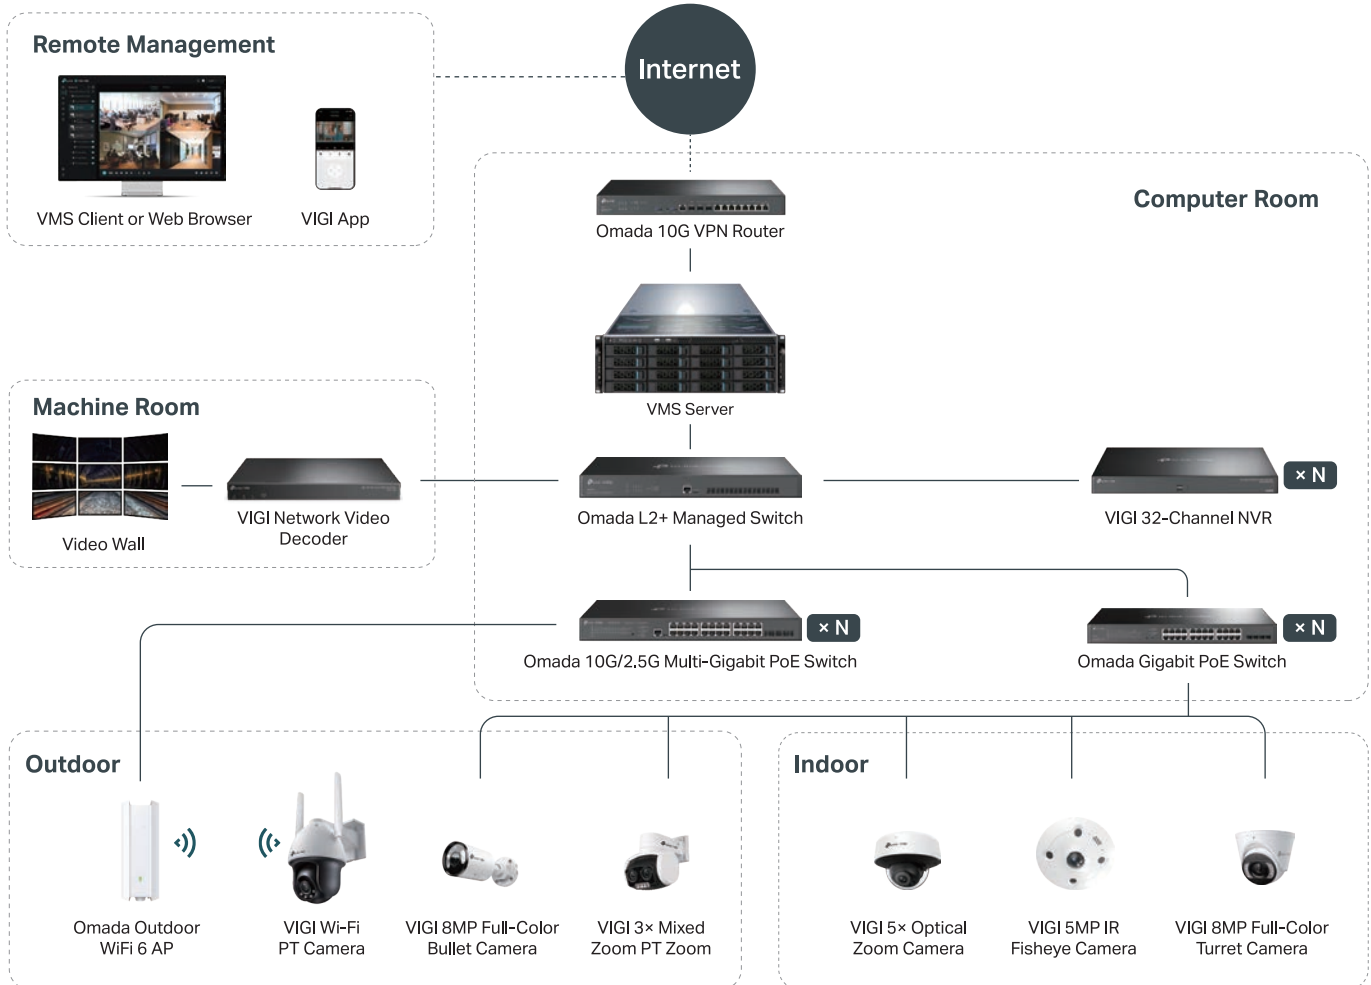 Remote Management
Internet
VMS Client or Web Browser
VIGI App
Computer Room
Omada 10G VPN Router
VMS Server
Machine Room
Video Wall
VIGI Network Video
Decoder
Omada L2+ Managed Switch
VIGI 32-Channel NVR
× N
Omada 10G/2.5G Multi-Gigabit PoE Switch
× N
Omada Gigabit PoE Switch
× N
Outdoor
Omada Outdoor
WiFi 6 AP
VIGI Wi-Fi
PT Camera
VIGI 8MP Full-Color
Bullet Camera
VIGI 3× Mixed
Zoom PT Zoom
Indoor
VIGI 5× Optical
Zoom Camera
VIGI 5MP IR
Fisheye Camera
VIGI 8MP Full-Color
Turret Camera